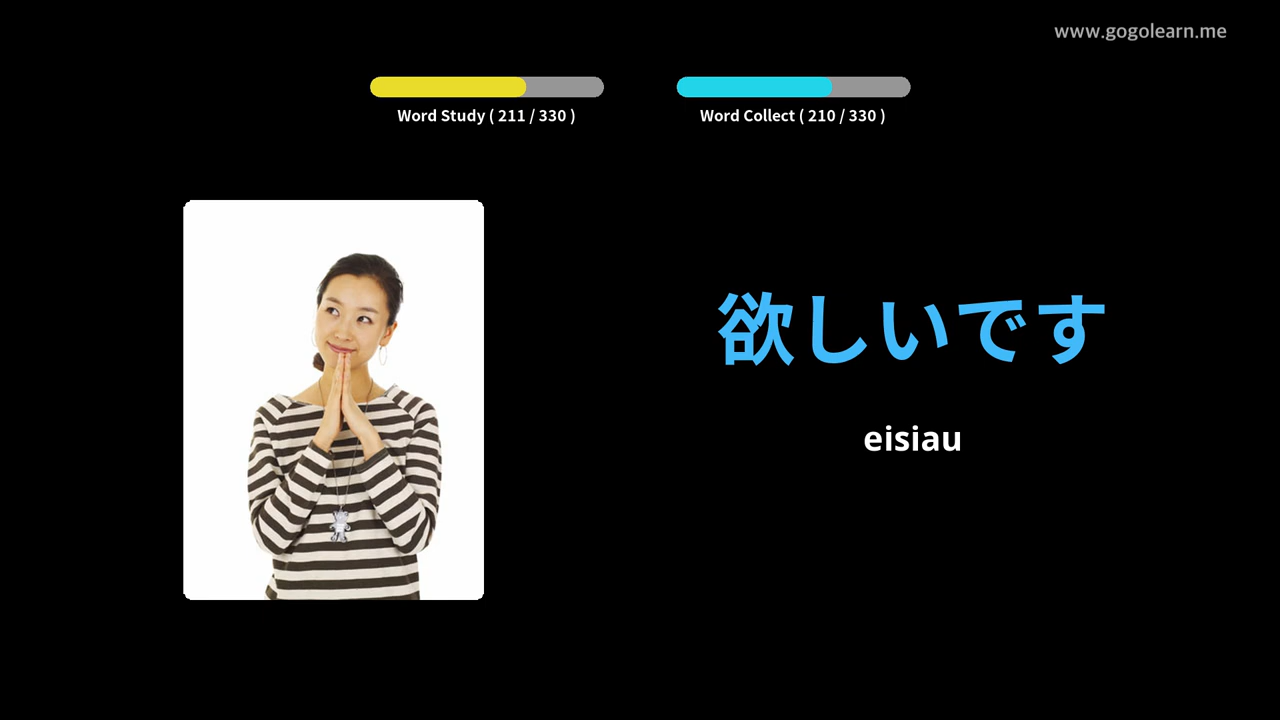 www.gogolearn.me
Word Study ( 211 / 330 )
Word Collect ( 210 / 330 )
欲しいです
eisiau